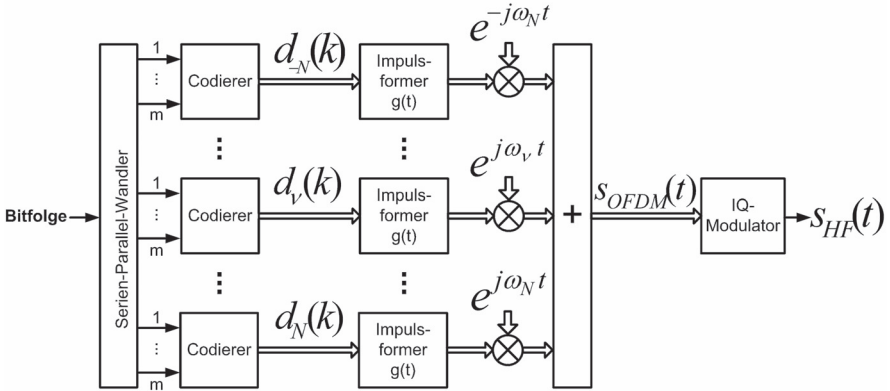 e^{-jω_N t}
1
⋮
m
Codierer
d_{-N}(k)
Impuls-
former
g(t)
⋮
⋮
Bitfolge
Serien-Parallel-Wandler
e^{jω_ν t}
1
⋮
m
Codierer
d_ν(k)
Impuls-
former
g(t)
+
s_{OFDM}(t)
IQ-
Modulator
s_{HF}(t)
⋮
⋮
e^{jω_N t}
1
⋮
m
Codierer
d_N(k)
Impuls-
former
g(t)